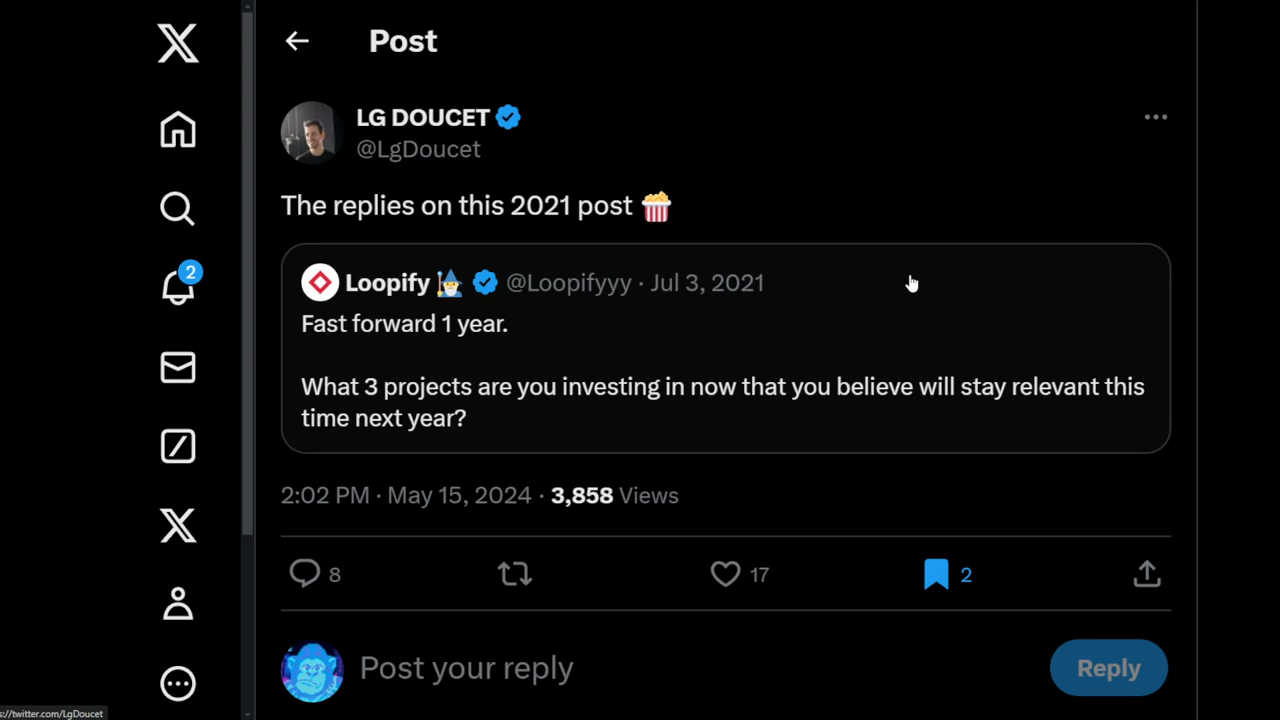 Post
LG DOUCET
@LgDoucet
The replies on this 2021 post 🍿
Loopify 🧙‍♂️ @Loopifyyy · Jul 3, 2021
Fast forward 1 year.
What 3 projects are you investing in now that you believe will stay relevant this
time next year?
2:02 PM · May 15, 2024 · 3,858 Views
8 17 2
Post your reply
Reply
2
s://twitter.com/LgDoucet